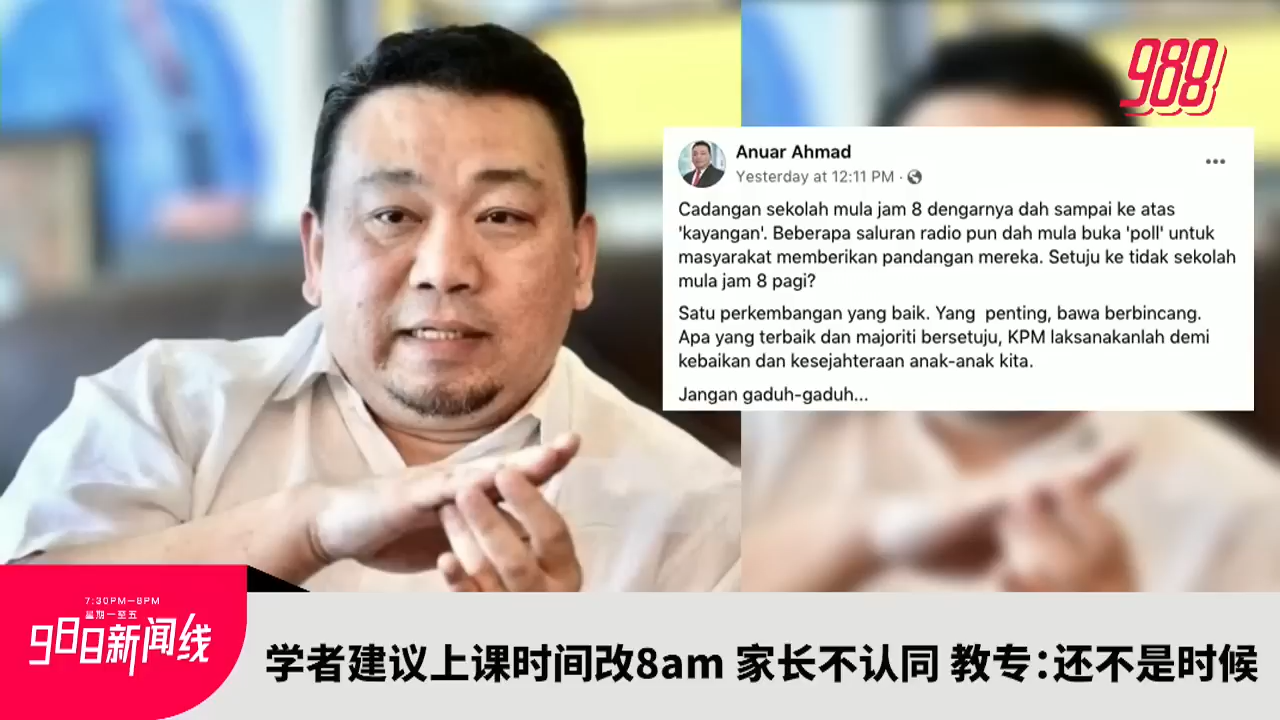 988
Anuar Ahmad
Yesterday at 12:11 PM ·
Cadangan sekolah mula jam 8 dengarnya dah sampai ke atas
'kayangan'. Beberapa saluran radio pun dah mula buka 'poll' untuk
masyarakat memberikan pandangan mereka. Setuju ke tidak sekolah
mula jam 8 pagi?
Satu perkembangan yang baik. Yang  penting, bawa berbincang.
Apa yang terbaik dan majoriti bersetuju, KPM laksanakanlah demi
kebaikan dan kesejahteraan anak-anak kita.
Jangan gaduh-gaduh...
7:30PM–8PM
星期一至五
988新闻线
学者建议上课时间改8am 家长不认同 教专：还不是时候